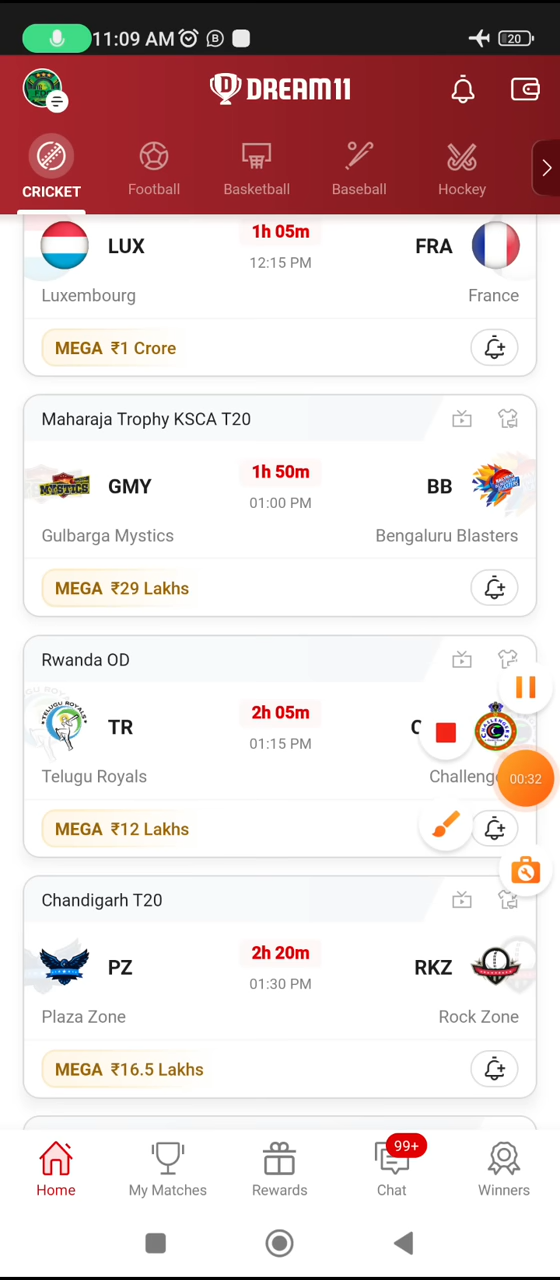 11:09 AM
20
DREAM11
CRICKET
Football
Basketball
Baseball
Hockey
LUX
1h 05m
FRA
12:15 PM
Luxembourg
France
MEGA ₹1 Crore
Maharaja Trophy KSCA T20
MYSTICS
GMY
1h 50m
BB
01:00 PM
Gulbarga Mystics
Bengaluru Blasters
MEGA ₹29 Lakhs
Rwanda OD
TELUGU ROYALS
TR
2h 05m
C
01:15 PM
Telugu Royals
Challeng
MEGA ₹12 Lakhs
00:32
Chandigarh T20
PZ
2h 20m
RKZ
01:30 PM
Plaza Zone
Rock Zone
MEGA ₹16.5 Lakhs
99+
Home
My Matches
Rewards
Chat
Winners